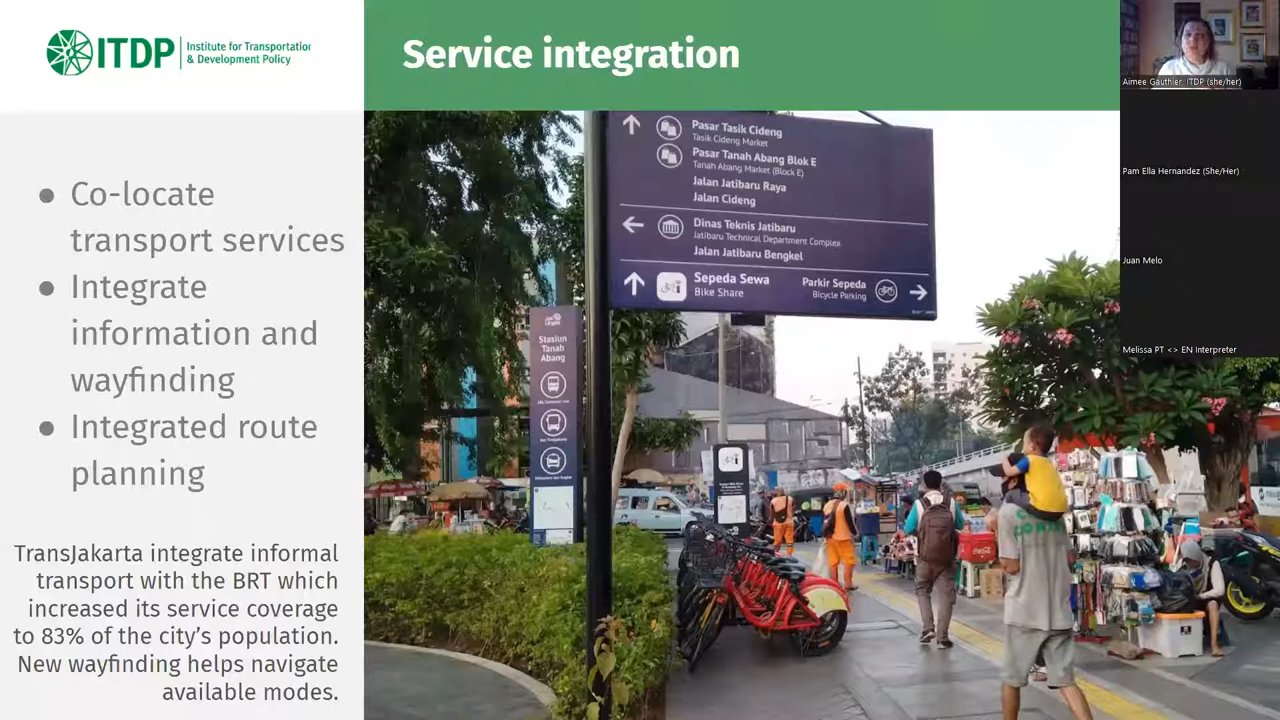 ITDP
Institute for Transportation
& Development Policy
Service integration
● Co-locate
transport services
● Integrate
information and
wayfinding
● Integrated route
planning
TransJakarta integrate informal
transport with the BRT which
increased its service coverage
to 83% of the city's population.
New wayfinding helps navigate
available modes.
Pasar Tasik Cideng
Tasik Cideng Market
Pasar Tanah Abang Blok E
Tanah Abang Market (Block E)
Jalan Jatibaru Raya
Jalan Cideng
Dinas Teknis Jatibaru
Jatibaru Technical Department Complex
Jalan Jatibaru Bengkel
Sepeda Sewa
Bike Share
Parkir Sepeda
Bicycle Parking
Stasiun
Tanah
Abang
Coca-Cola
Aimee Gauthier, ITDP (she/her)
Pam Ella Hernandez (She/Her)
Juan Melo
Melissa PT <> EN Interpreter